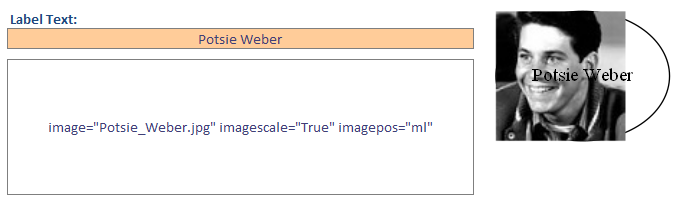 Label Text:
Potsie Weber
image="Potsie_Weber.jpg" imagescale="True" imagepos="ml"
Potsie Weber